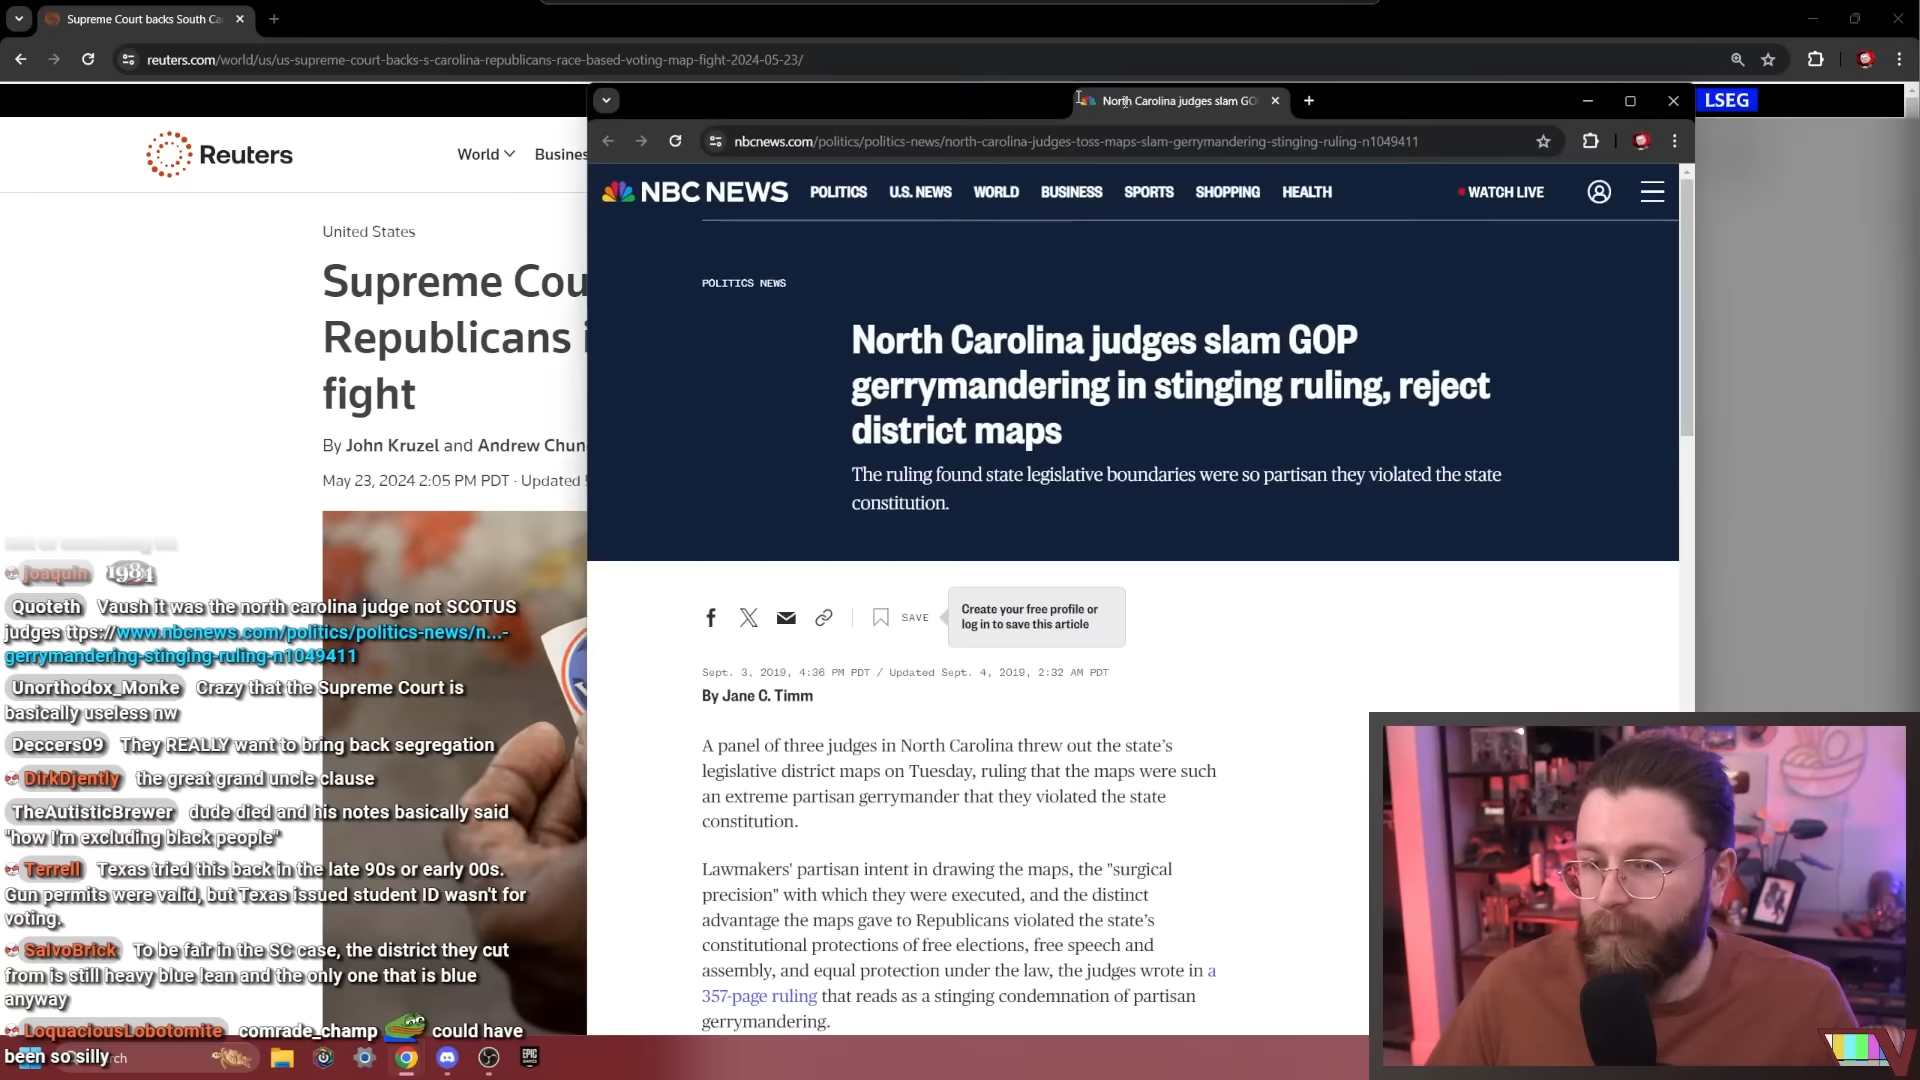 Supreme Court backs South Ca
reuters.com/world/us/us-supreme-court-backs-s-carolina-republicans-race-based-voting-map-fight-2024-05-23/
North Carolina judges slam GO
LSEG
nbcnews.com/politics/politics-news/north-carolina-judges-toss-maps-slam-gerrymandering-stinging-ruling-n1049411
Reuters
World
Busines
NBC NEWS
POLITICS
U.S. NEWS
WORLD
BUSINESS
SPORTS
SHOPPING
HEALTH
WATCH LIVE
United States
Supreme Cou
Republicans i
fight
By John Kruzel and Andrew Chun
May 23, 2024 2:05 PM PDT · Updated
POLITICS NEWS
North Carolina judges slam GOP
gerrymandering in stinging ruling, reject
district maps
The ruling found state legislative boundaries were so partisan they violated the state
constitution.
SAVE
Create your free profile or
log in to save this article
Sept. 3, 2019, 4:36 PM PDT / Updated Sept. 4, 2019, 2:32 AM PDT
By Jane C. Timm
A panel of three judges in North Carolina threw out the state’s
legislative district maps on Tuesday, ruling that the maps were such
an extreme partisan gerrymander that they violated the state
constitution.
Lawmakers' partisan intent in drawing the maps, the "surgical
precision" with which they were executed, and the distinct
advantage the maps gave to Republicans violated the state’s
constitutional protections of free elections, free speech and
assembly, and equal protection under the law, the judges wrote in a
357-page ruling that reads as a stinging condemnation of partisan
gerrymandering.
joaquin 1984
Quoteth Vaush it was the north carolina judge not SCOTUS
judges ttps://www.nbcnews.com/politics/politics-news/n...-
gerrymandering-stinging-ruling-n1049411
Unorthodox_Monke Crazy that the Supreme Court is
basically useless nw
Deccers09 They REALLY want to bring back segregation
DirkDjently the great grand uncle clause
TheAutisticBrewer dude died and his notes basically said
"how I'm excluding black people"
Terrell Texas tried this back in the late 90s or early 00s.
Gun permits were valid, but Texas issued student ID wasn't for
voting.
SalvoBrick To be fair in the SC case, the district they cut
from is still heavy blue lean and the only one that is blue
anyway
LoquaciousLobotomite comrade_champ could have
been so silly
rch
EPIC
GAMES